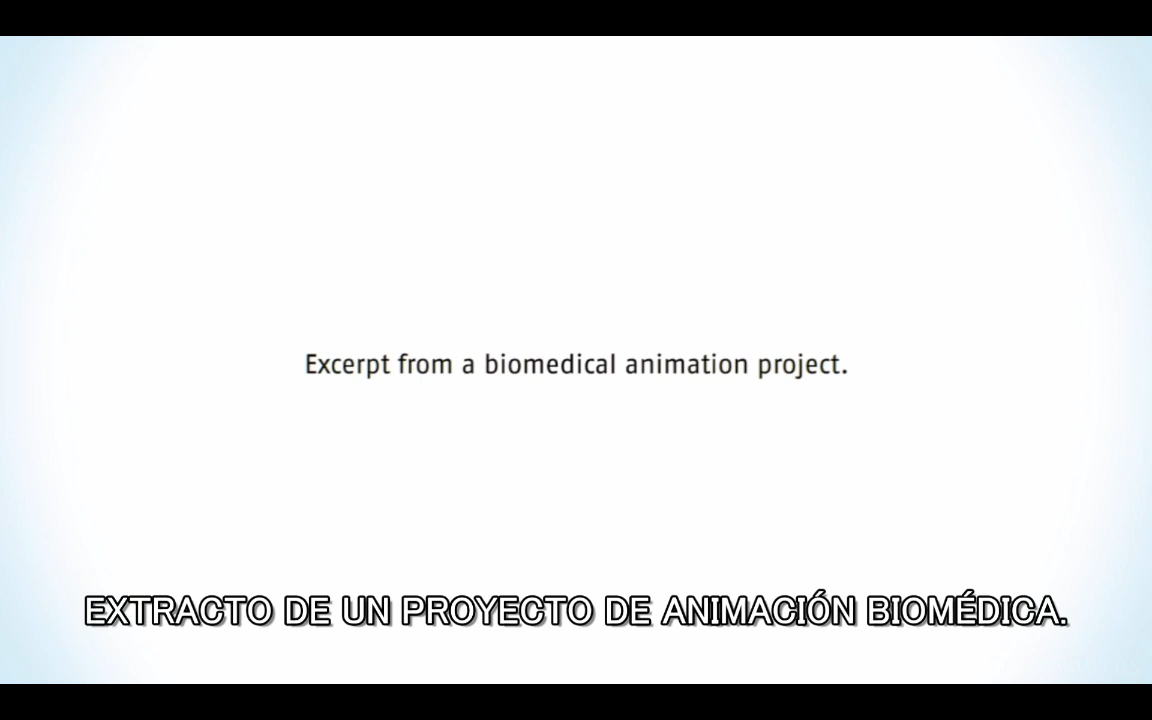 Excerpt from a biomedical animation project.
EXTRACTO DE UN PROYECTO DE ANIMACIÓN BIOMÉDICA.